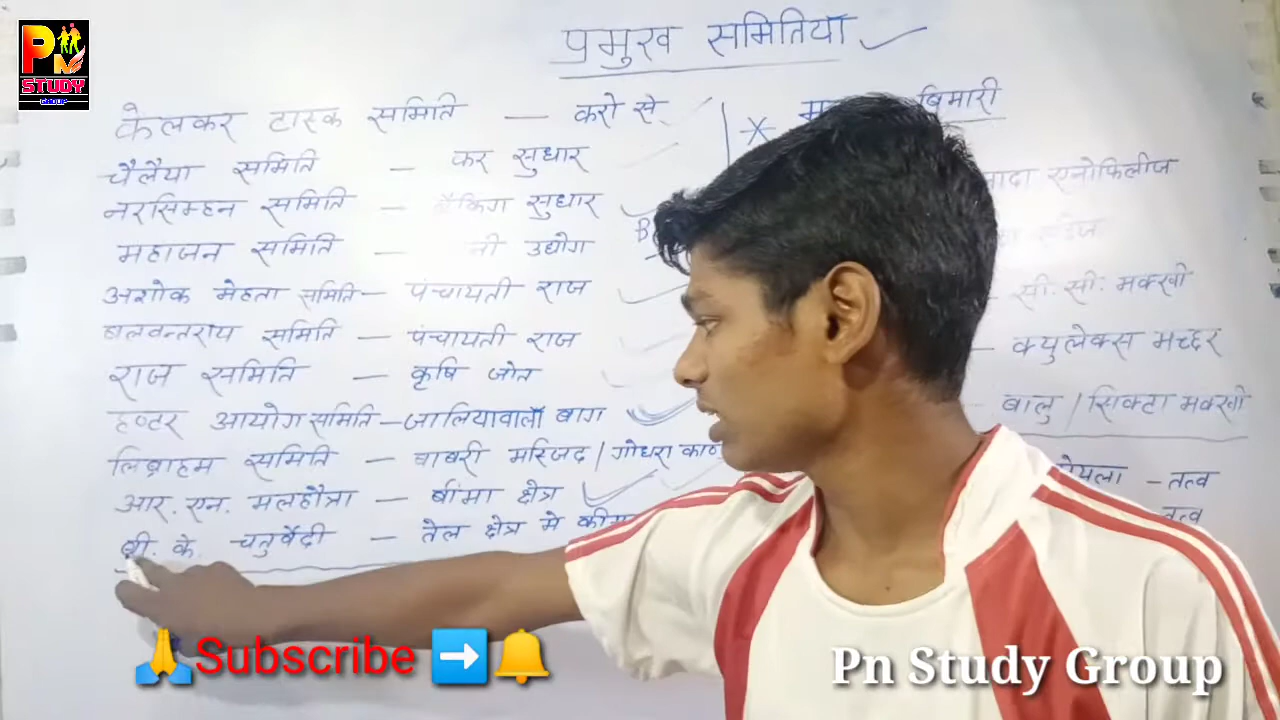 PN
STUDY
GROUP
प्रमुख समितियाँ
केलकर टास्क समिति — करो से
चैलैया समिति - कर सुधार
नरसिम्हन समिति - बैंकिग सुधार
महाजन समिति - उद्योग
अशोक मेहता समिति - पंचायती राज
बलवन्तराय समिति - पंचायती राज
राज समिति - कृषि जोत
हण्टर आयोग समिति - जालियावालाँ बाग
लिब्राहम समिति - बाबरी मस्जिद / गोधरा
आर. एन. मलहौत्रा - बीमा क्षेत्र
बी. के. चतुर्वेदी - तेल क्षेत्र मे
* बिमारी
एनोफिलीज
सी. सी. मक्खी
- क्युलेक्स मच्छर
बालु / सिक्टा मक्खी
- तत्व
तत्व
Subscribe
Pn Study Group